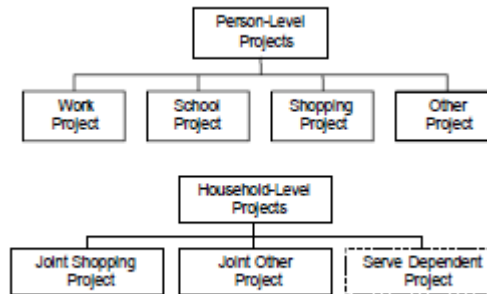 Person-Level
Projects
Work
Project
School
Project
Shopping
Project
Other
Project
Household-Level
Projects
Joint Shopping
Project
Joint Other
Project
Serve Dependent
Project